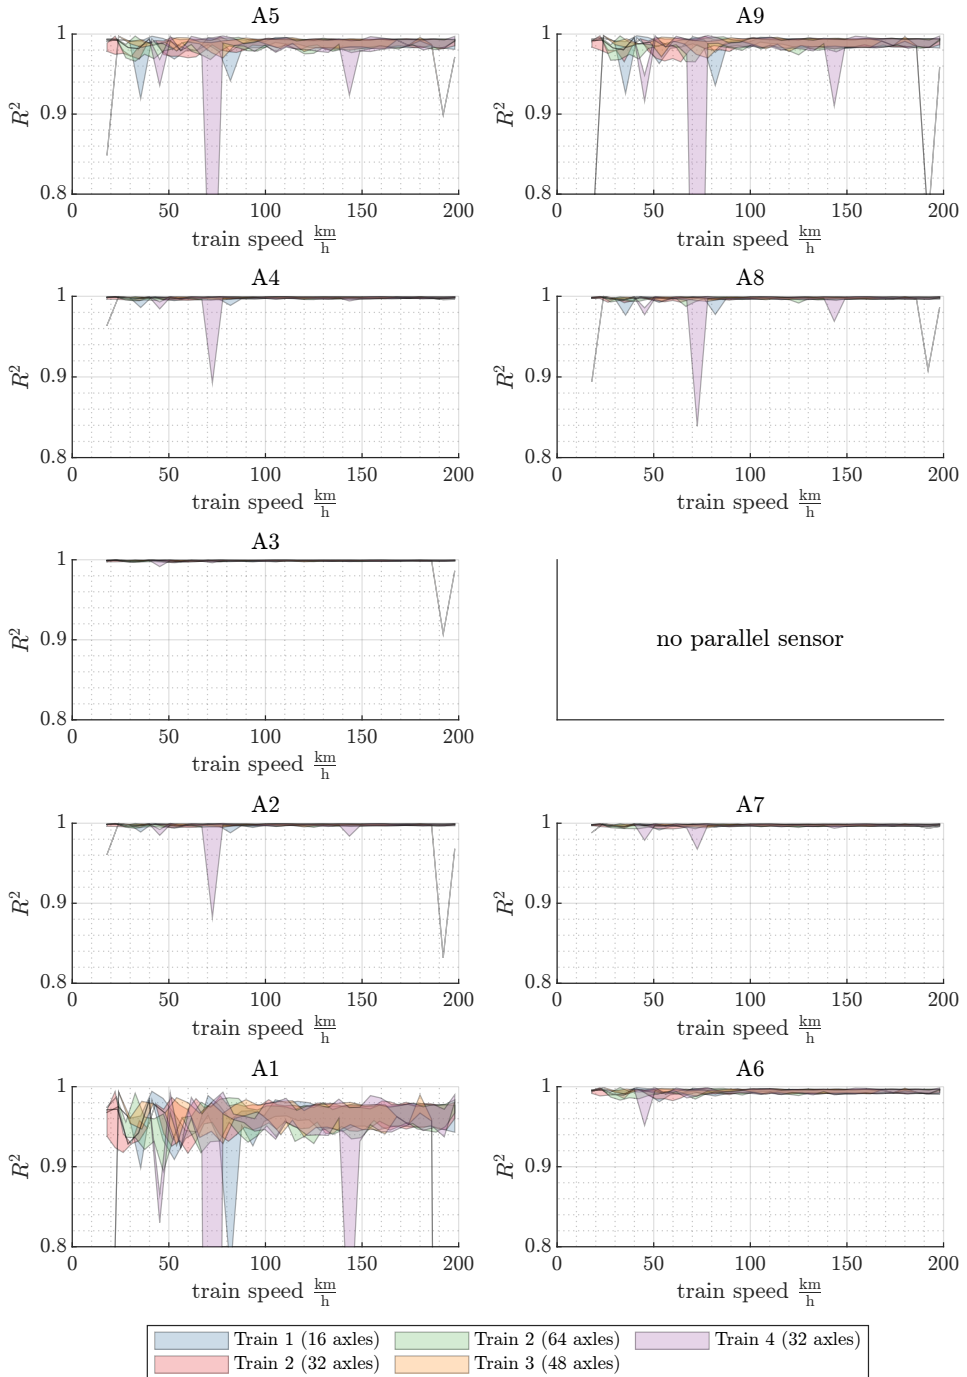 A5
A9
1
0.9
0.8
R²
0 50 100 150 200
train speed km/h
1
0.9
0.8
R²
0 50 100 150 200
train speed km/h
A4
A8
1
0.9
0.8
R²
0 50 100 150 200
train speed km/h
1
0.9
0.8
R²
0 50 100 150 200
train speed km/h
A3
1
0.9
0.8
R²
0 50 100 150 200
train speed km/h
no parallel sensor
A2
A7
1
0.9
0.8
R²
0 50 100 150 200
train speed km/h
1
0.9
0.8
R²
0 50 100 150 200
train speed km/h
A1
A6
1
0.9
0.8
R²
0 50 100 150 200
train speed km/h
1
0.9
0.8
R²
0 50 100 150 200
train speed km/h
Train 1 (16 axles) Train 2 (64 axles) Train 4 (32 axles)
Train 2 (32 axles) Train 3 (48 axles)